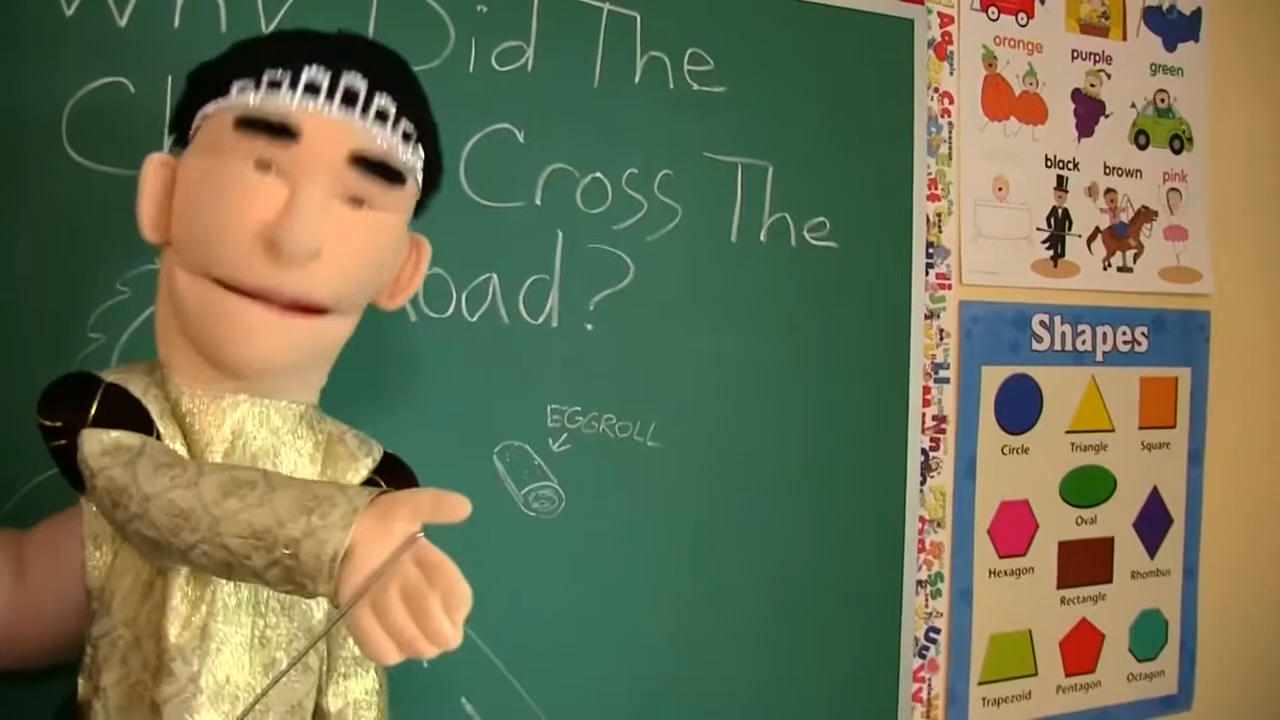 Why Did The
Cross The
oad?
EGGROLL
orange
purple
green
black
brown
pink
Shapes
Circle
Triangle
Square
Oval
Hexagon
Rectangle
Rhombus
Trapezoid
Pentagon
Octagon